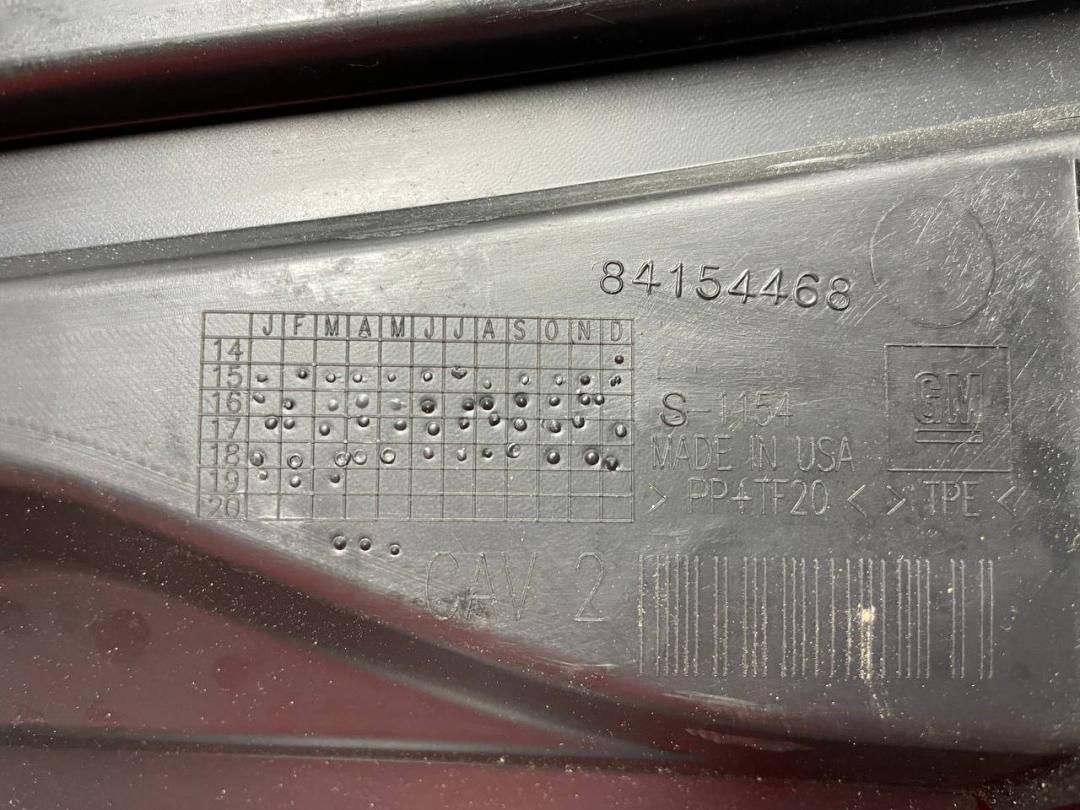 84154468
J F M A M J J A S O N D
14
15
16
17
18
19
20
S-1154
MADE IN USA
> PP+TF20 < > TPE <
GM
CAV 2